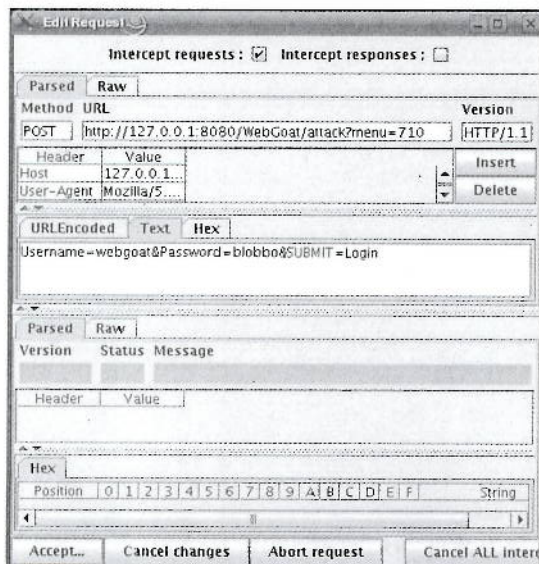 Edit Request
Intercept requests : Intercept responses :
Parsed Raw
Method URL Version
POST http://127.0.0.1:8080/WebGoat/attack?menu=710 HTTP/1.1
Header Value Insert
Host 127.0.0.1...
User-Agent Mozilla/5.... Delete
URLEncoded Text Hex
Username=webgoat&Password=blobbo&SUBMIT=Login
Parsed Raw
Version Status Message
Header Value
Hex
Position 0 1 2 3 4 5 6 7 8 9 A B C D E F String
Accept... Cancel changes Abort request Cancel ALL interc